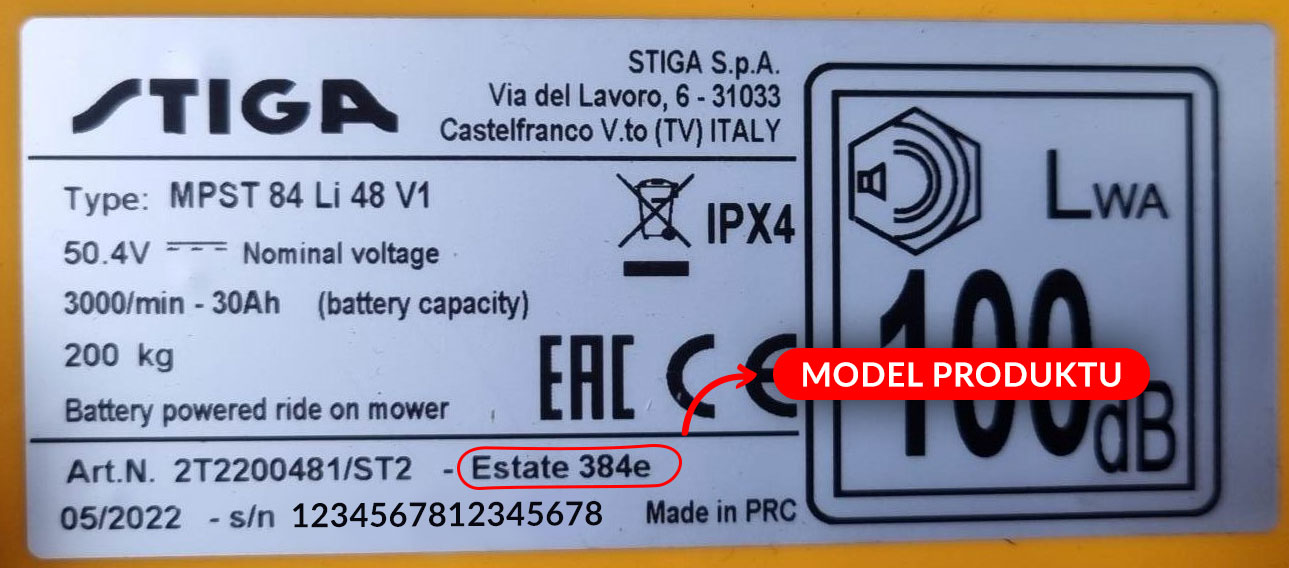 STIGA
STIGA S.p.A.
Via del Lavoro, 6 - 31033
Castelfranco V.to (TV) ITALY
Type: MPST 84 Li 48 V1
50.4V Nominal voltage
3000/min - 30Ah (battery capacity)
200 kg
Battery powered ride on mower
IPX4
EAC CE
Art.N. 2T2200481/ST2 - Estate 384e
05/2022 - s/n 1234567812345678
Made in PRC
LWA
100
dB
MODEL PRODUKTU